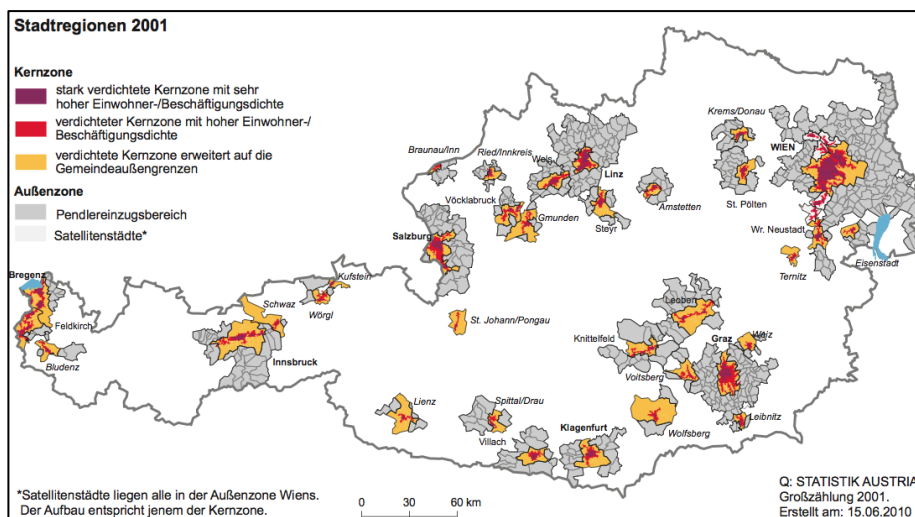 Stadtregionen 2001
Kernzone
stark verdichtete Kernzone mit sehr
hoher Einwohner-/Beschäftigungsdichte
verdichteter Kernzone mit hoher Einwohner-/
Beschäftigungsdichte
verdichtete Kernzone erweitert auf die
Gemeindeaußengrenzen
Außenzone
Pendlereinzugsbereich
Satellitenstädte*
Krems/Donau
WIEN
Braunau/Inn
Ried/Innkreis
Wels
Linz
Vöcklabruck
Gmunden
Steyr
Amstetten
St. Pölten
Wr. Neustadt
Salzburg
Ternitz
Eisenstadt
Bregenz
Kufstein
Schwaz
Wörgl
Leoben
Feldkirch
St. Johann/Pongau
Knittelfeld
Graz
Weiz
Bludenz
Innsbruck
Voitsberg
Lienz
Spittal/Drau
Klagenfurt
Leibnitz
Villach
Wolfsberg
*Satellitenstädte liegen alle in der Außenzone Wiens.
Der Aufbau entspricht jenem der Kernzone.
0 30 60 km
Q: STATISTIK AUSTRIA
Großzählung 2001.
Erstellt am: 15.06.2010